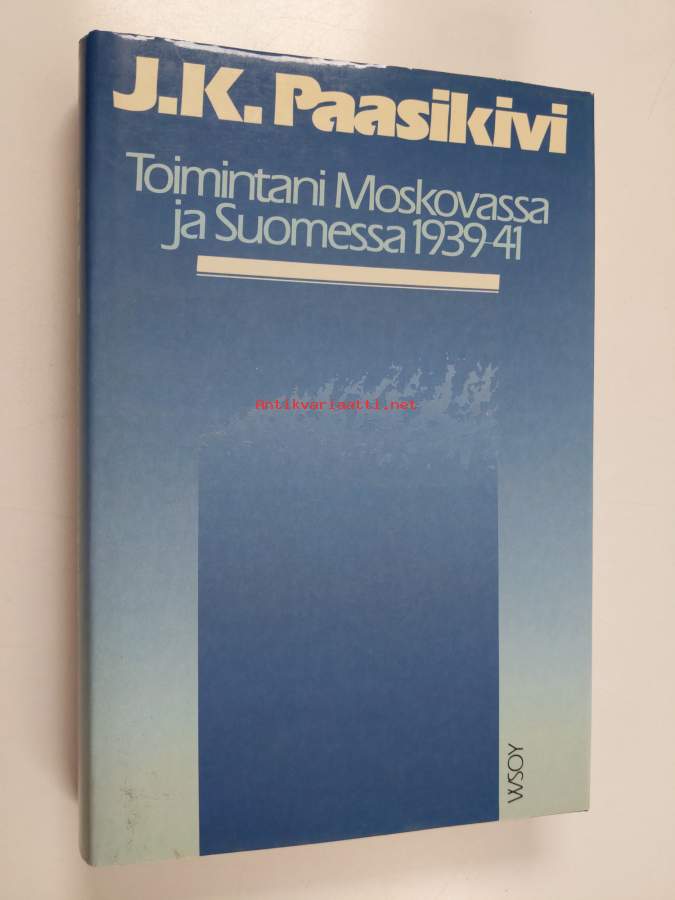 J.K. Paasikivi
Toimintani Moskovassa
ja Suomessa 1939-41
Antikvariaatti.net
WSOY